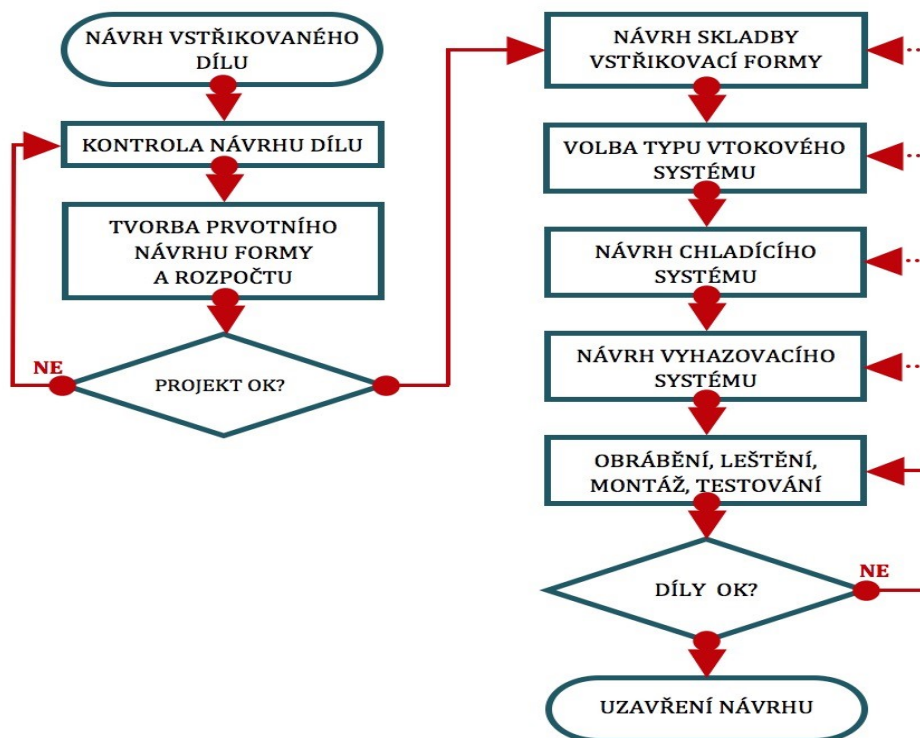 NÁVRH VSTŘIKOVANÉHO
DÍLU
KONTROLA NÁVRHU DÍLU
TVORBA PRVOTNÍHO
NÁVRHU FORMY
A ROZPOČTU
NE
PROJEKT OK?
NÁVRH SKLADBY
VSTŘIKOVACÍ FORMY
VOLBA TYPU VTOKOVÉHO
SYSTÉMU
NÁVRH CHLADÍCÍHO
SYSTÉMU
NÁVRH VYHAZOVACÍHO
SYSTÉMU
OBRÁBĚNÍ, LEŠTĚNÍ,
MONTÁŽ, TESTOVÁNÍ
NE
DÍLY OK?
UZAVŘENÍ NÁVRHU